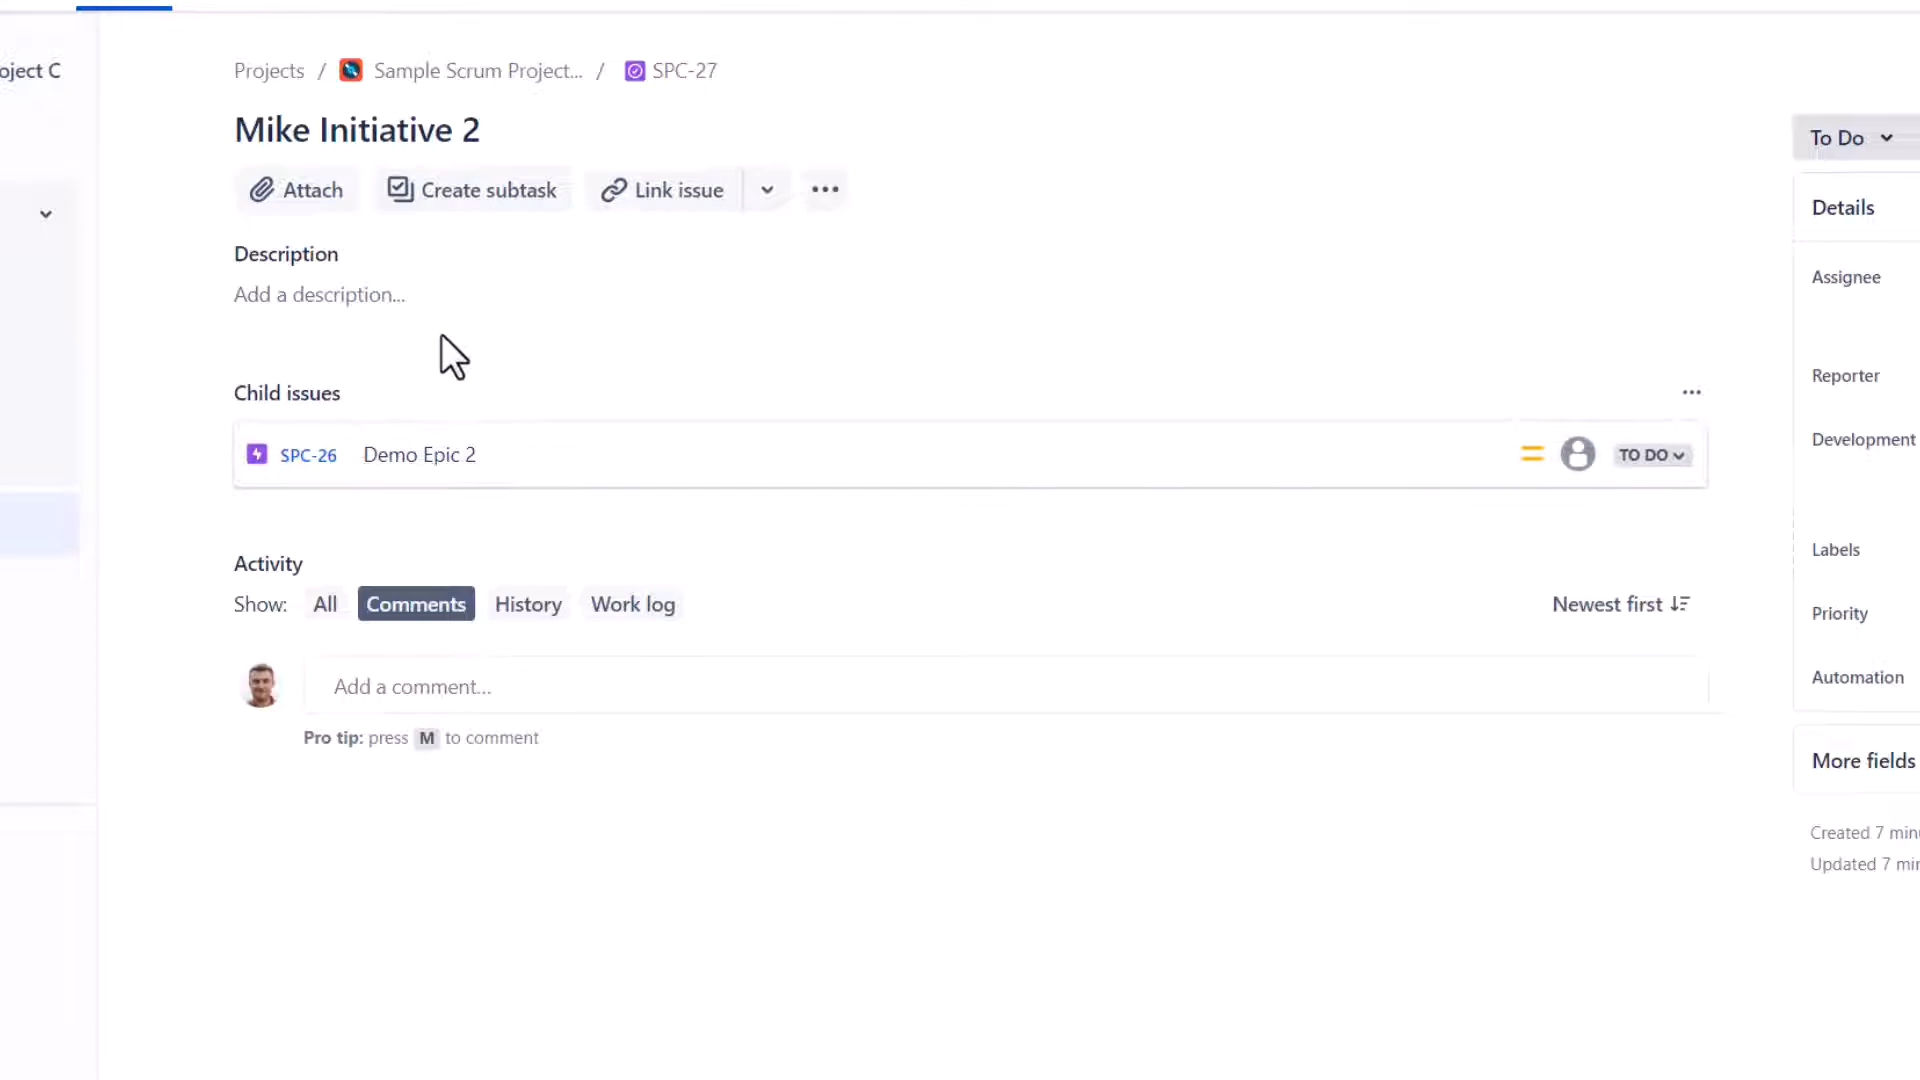 oject C
Projects / Sample Scrum Project... / SPC-27
Mike Initiative 2
To Do
Attach Create subtask Link issue
Details
Description
Add a description...
Assignee
Reporter
Child issues
Development
SPC-26 Demo Epic 2 TO DO
Labels
Activity
Show: All Comments History Work log Newest first
Priority
Automation
Add a comment...
Pro tip: press M to comment
More fields
Created 7 min
Updated 7 min